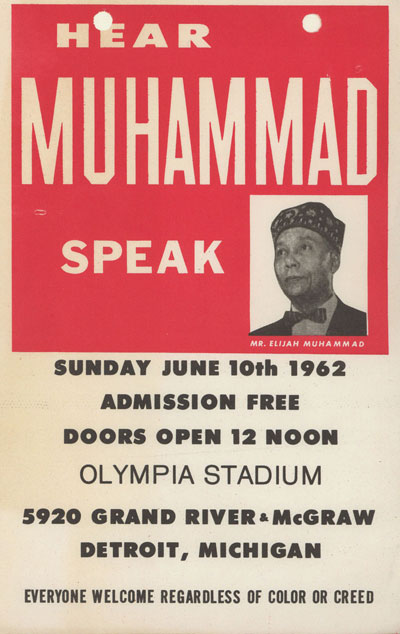 HEAR
MUHAMMAD
SPEAK
MR. ELIJAH MUHAMMAD
SUNDAY JUNE 10th 1962
ADMISSION FREE
DOORS OPEN 12 NOON
OLYMPIA STADIUM
5920 GRAND RIVER & McGRAW
DETROIT, MICHIGAN
EVERYONE WELCOME REGARDLESS OF COLOR OR CREED